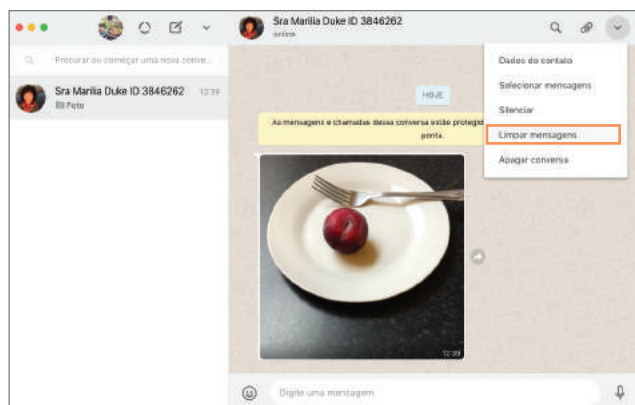 Procurar ou começar uma nova conve...
Sra Marilia Duke ID 3846262 12:39
Foto
Sra Marilia Duke ID 3846262
online
HOJE
As mensagens e chamadas dessa conversa estão protegid
ponta.
12:39
Digite uma mensagem
Dados do contato
Selecionar mensagens
Silenciar
Limpar mensagens
Apagar conversa